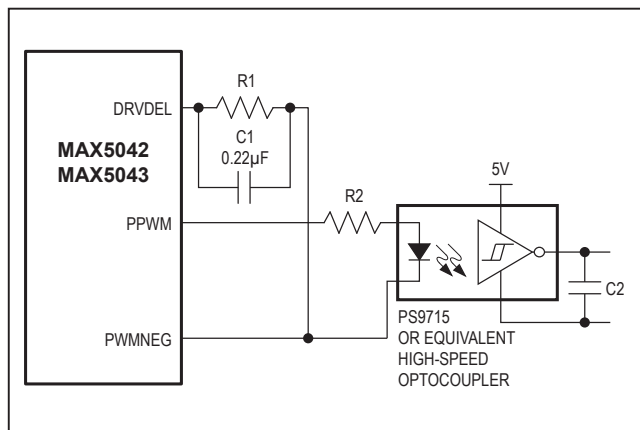 DRVDEL
R1
C1
0.22µF
MAX5042
MAX5043
R2
5V
PPWM
C2
PWMNEG
PS9715
OR EQUIVALENT
HIGH-SPEED
OPTOCOUPLER